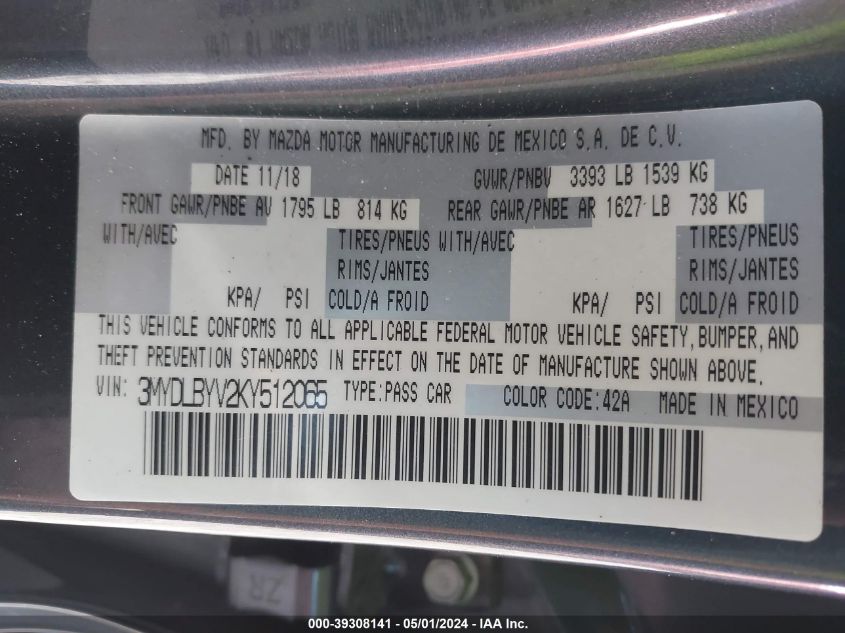 MFD. BY MAZDA MOTOR MANUFACTURING DE MEXICO S.A. DE C.V.
DATE 11/18 GVWR/PNBV 3393 LB 1539 KG
FRONT GAWR/PNBE AV 1795 LB 814 KG REAR GAWR/PNBE AR 1627 LB 738 KG
WITH/AVEC TIRES/PNEUS WITH/AVEC TIRES/PNEUS
RIMS/JANTES RIMS/JANTES
KPA/ PSI COLD/A FROID KPA/ PSI COLD/A FROID
THIS VEHICLE CONFORMS TO ALL APPLICABLE FEDERAL MOTOR VEHICLE SAFETY, BUMPER, AND
THEFT PREVENTION STANDARDS IN EFFECT ON THE DATE OF MANUFACTURE SHOWN ABOVE.
VIN: 3MYDLBYV2KY512065 TYPE:PASS CAR COLOR CODE:42A MADE IN MEXICO
ZR
000-39308141 - 05/01/2024 - IAA Inc.